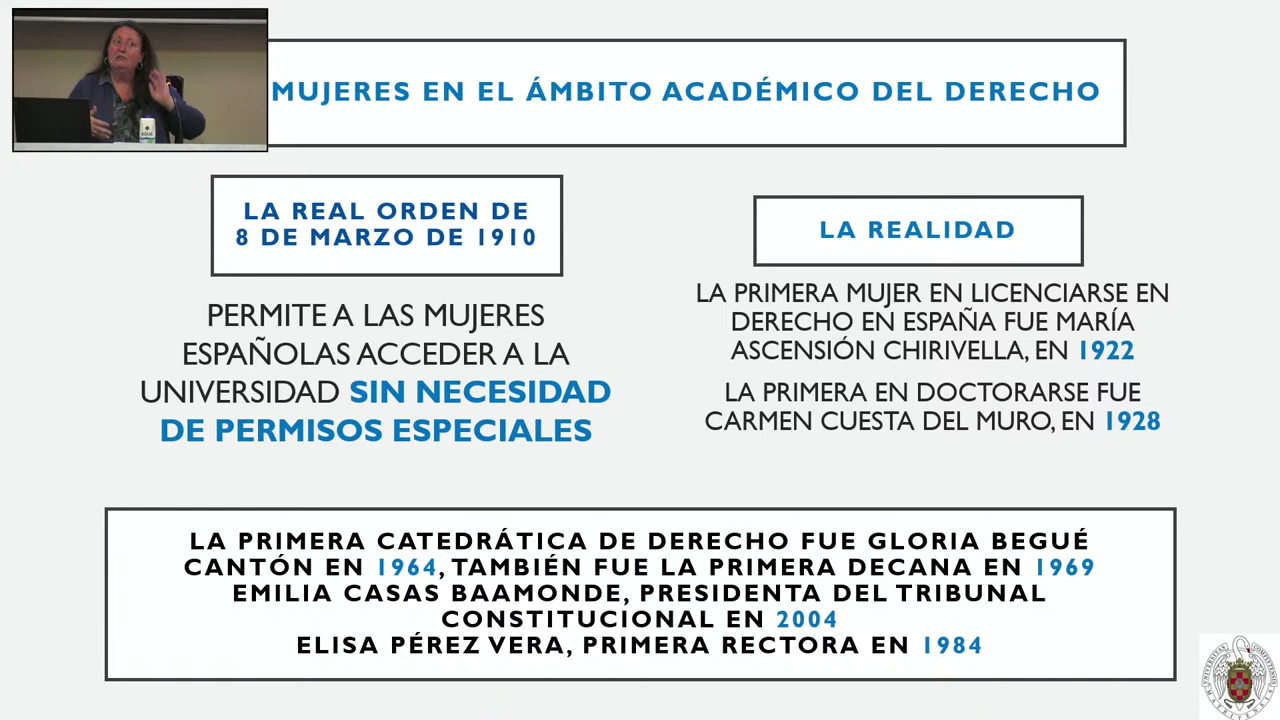 MUJERES EN EL ÁMBITO ACADÉMICO DEL DERECHO
LA REAL ORDEN DE
8 DE MARZO DE 1910
PERMITE A LAS MUJERES
ESPAÑOLAS ACCEDER A LA
UNIVERSIDAD SIN NECESIDAD
DE PERMISOS ESPECIALES
LA REALIDAD
LA PRIMERA MUJER EN LICENCIARSE EN
DERECHO EN ESPAÑA FUE MARÍA
ASCENSIÓN CHIRIVELLA, EN 1922
LA PRIMERA EN DOCTORARSE FUE
CARMEN CUESTA DEL MURO, EN 1928
LA PRIMERA CATEDRÁTICA DE DERECHO FUE GLORIA BEGUÉ
CANTÓN EN 1964, TAMBIÉN FUE LA PRIMERA DECANA EN 1969
EMILIA CASAS BAAMONDE, PRESIDENTA DEL TRIBUNAL
CONSTITUCIONAL EN 2004
ELISA PÉREZ VERA, PRIMERA RECTORA EN 1984
AGUA